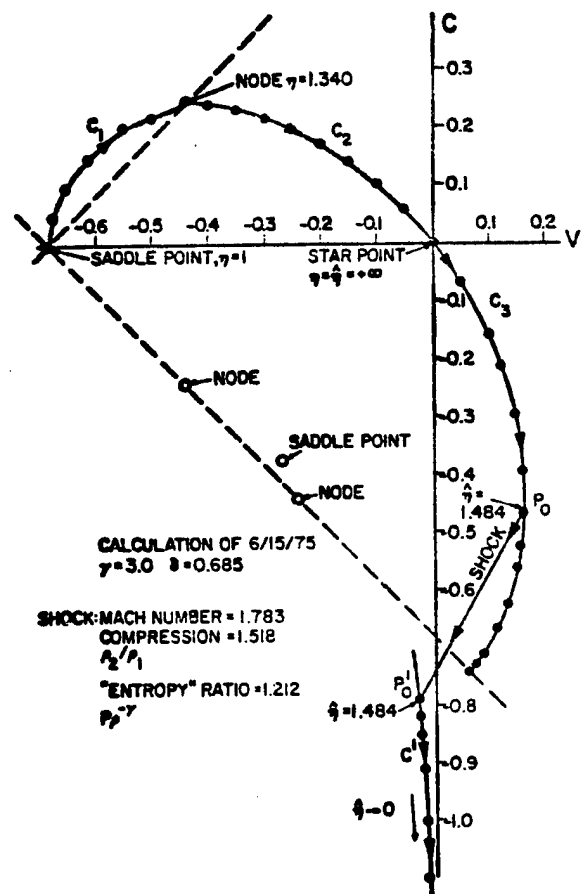 C
0.3
NODE η=1.340
C1
0.2
C2
0.1
-0.6
-0.5
-0.4
-0.3
-0.2
-0.1
0.1
0.2
V
SADDLE POINT, η=1
STAR POINT
η=η̂=+∞
-0.1
C3
-0.2
NODE
-0.3
SADDLE POINT
-0.4
NODE
η̂=
1.484
P0
-0.5
SHOCK
CALCULATION OF 6/15/75
γ=3.0 δ=0.685
-0.6
SHOCK: MACH NUMBER = 1.783
COMPRESSION = 1.518
ρ2/ρ1
-0.7
"ENTROPY" RATIO = 1.212
Pρ^-γ
P0'
η̂=1.484
-0.8
C'
-0.9
η̂→0
-1.0